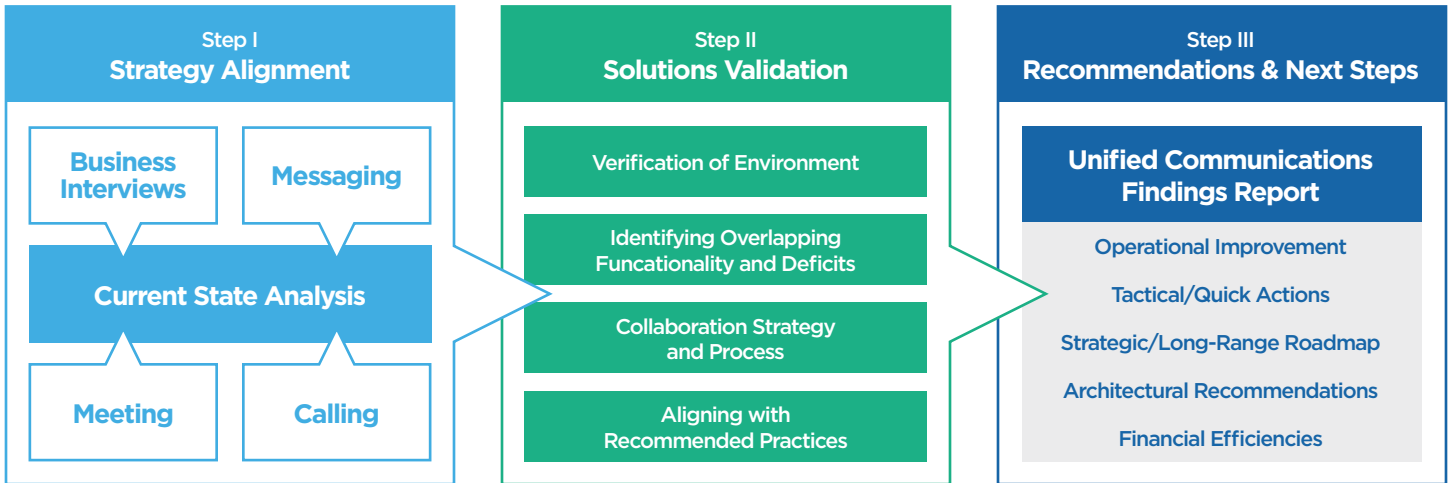 Step I
Strategy Alignment
Business
Interviews
Messaging
Current State Analysis
Meeting
Calling
Step II
Solutions Validation
Verification of Environment
Identifying Overlapping
Funcationality and Deficits
Collaboration Strategy
and Process
Aligning with
Recommended Practices
Step III
Recommendations & Next Steps
Unified Communications
Findings Report
Operational Improvement
Tactical/Quick Actions
Strategic/Long-Range Roadmap
Architectural Recommendations
Financial Efficiencies